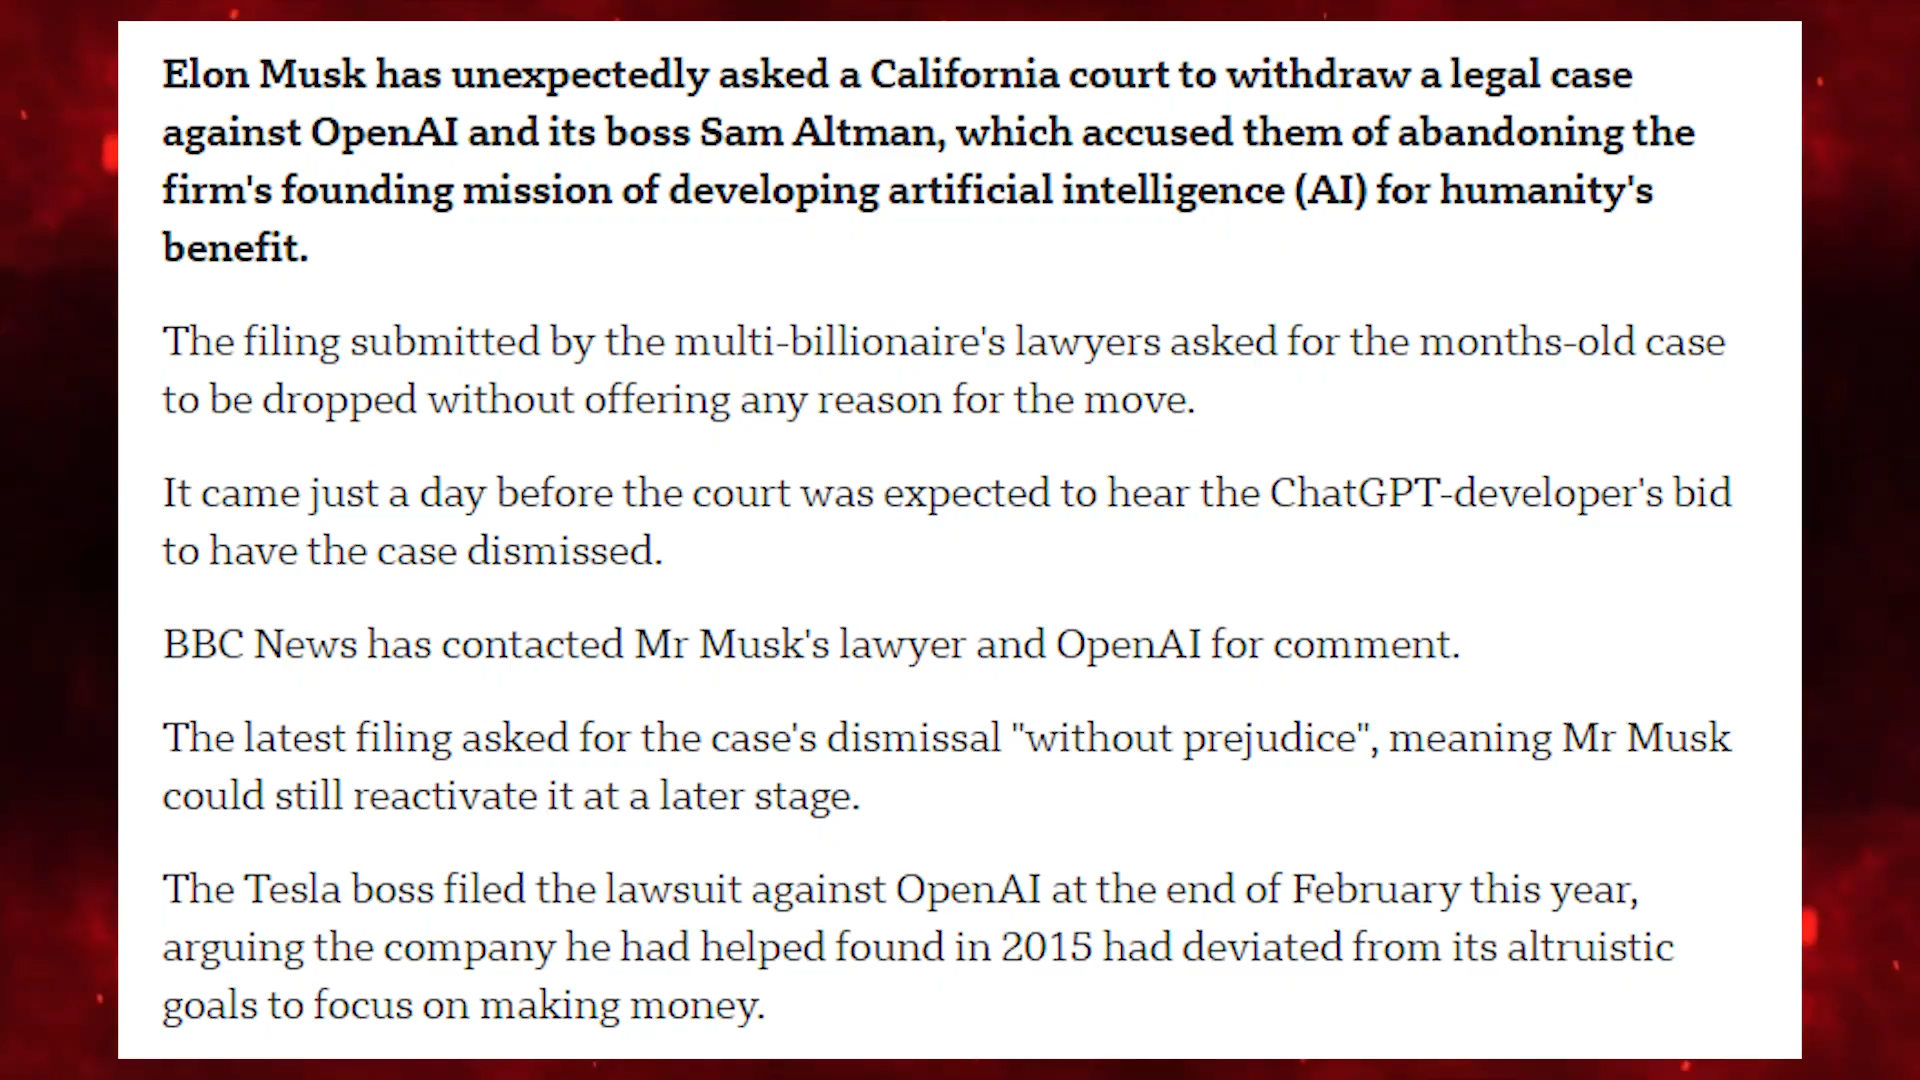 Elon Musk has unexpectedly asked a California court to withdraw a legal case
against OpenAI and its boss Sam Altman, which accused them of abandoning the
firm's founding mission of developing artificial intelligence (AI) for humanity's
benefit.
The filing submitted by the multi-billionaire's lawyers asked for the months-old case
to be dropped without offering any reason for the move.
It came just a day before the court was expected to hear the ChatGPT-developer's bid
to have the case dismissed.
BBC News has contacted Mr Musk's lawyer and OpenAI for comment.
The latest filing asked for the case's dismissal "without prejudice", meaning Mr Musk
could still reactivate it at a later stage.
The Tesla boss filed the lawsuit against OpenAI at the end of February this year,
arguing the company he had helped found in 2015 had deviated from its altruistic
goals to focus on making money.